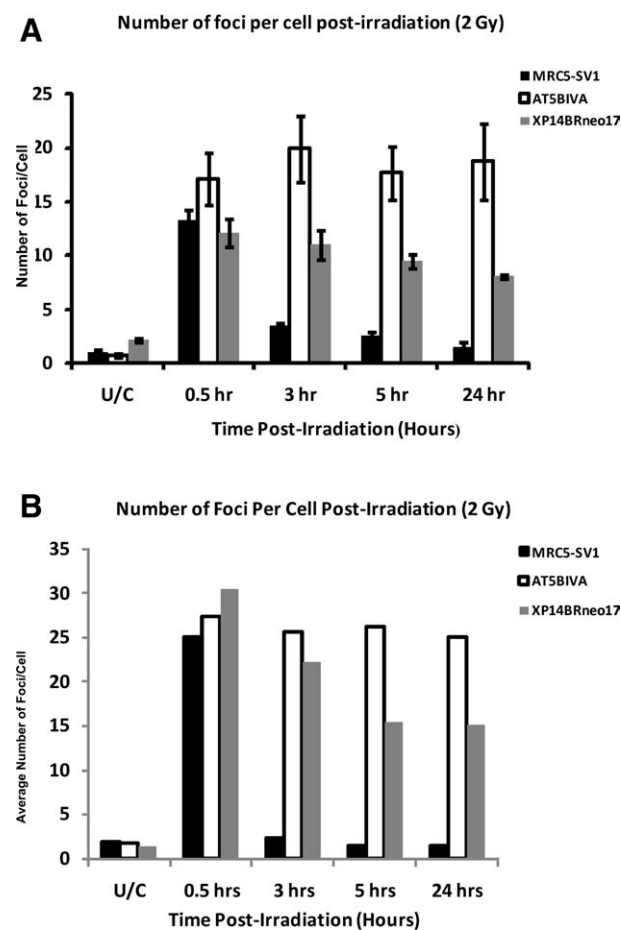 A
Number of foci per cell post-irradiation (2 Gy)
MRC5-SV1
AT5BIVA
XP14BRneo17
25
20
15
10
5
0
Number of Foci/Cell
U/C 0.5 hr 3 hr 5 hr 24 hr
Time Post-Irradiation (Hours)
B
Number of Foci Per Cell Post-Irradiation (2 Gy)
MRC5-SV1
AT5BIVA
XP14BRneo17
35
30
25
20
15
10
5
0
Average Number of Foci/Cell
U/C 0.5 hrs 3 hrs 5 hrs 24 hrs
Time Post-Irradiation (Hours)